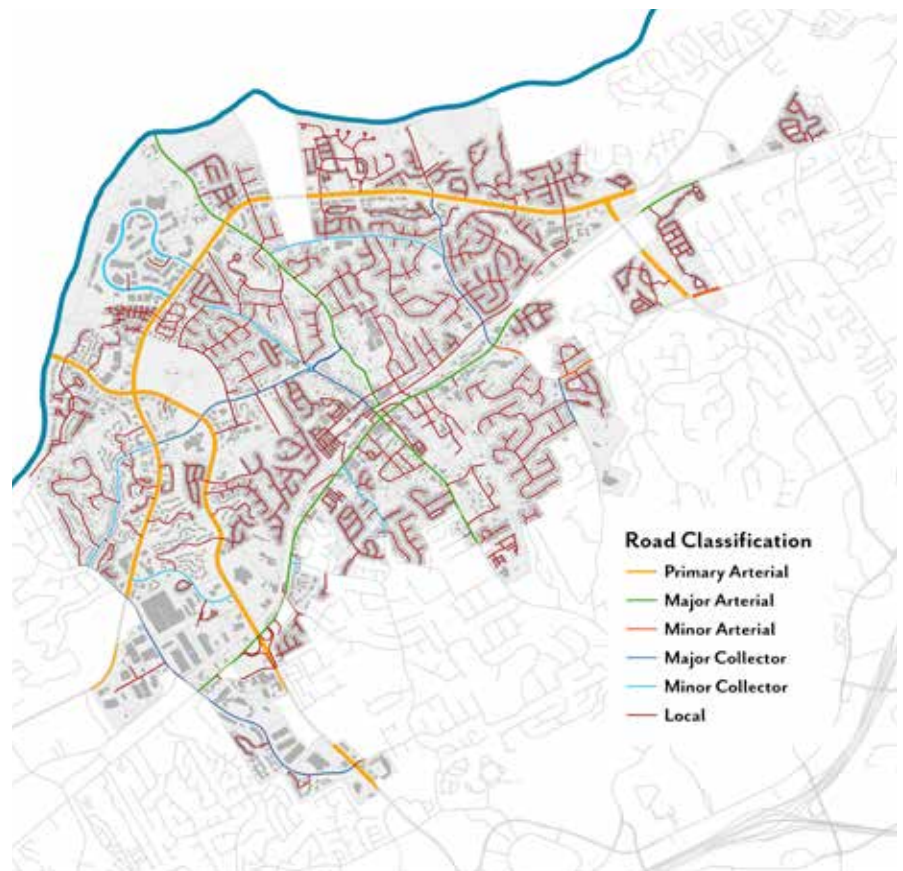 Road Classification
Primary Arterial
Major Arterial
Minor Arterial
Major Collector
Minor Collector
Local